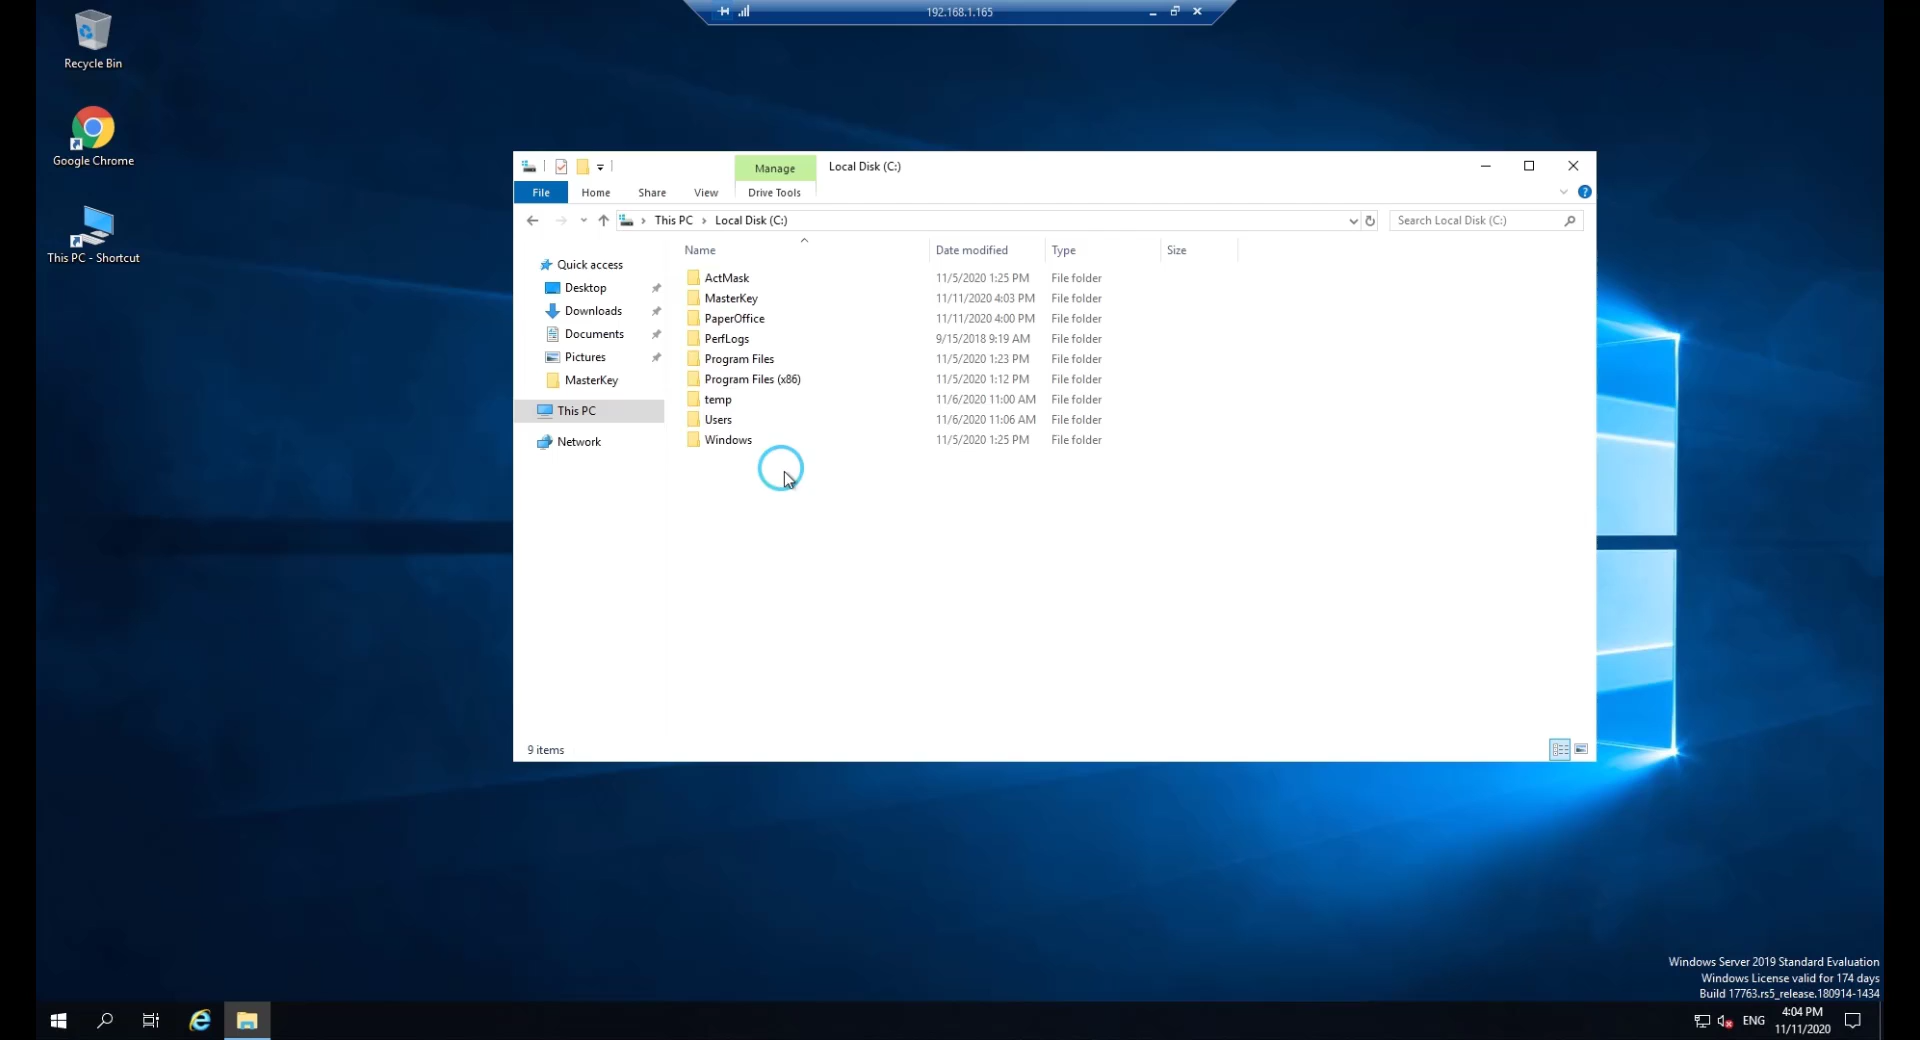 192.168.1.165
Recycle Bin
Google Chrome
This PC - Shortcut
Manage
Local Disk (C:)
File
Home
Share
View
Drive Tools
This PC
Local Disk (C:)
Search Local Disk (C:)
Name
Date modified
Type
Size
Quick access
Desktop
Downloads
Documents
Pictures
MasterKey
This PC
Network
ActMask 11/5/2020 1:25 PM File folder
MasterKey 11/11/2020 4:03 PM File folder
PaperOffice 11/11/2020 4:00 PM File folder
PerfLogs 9/15/2018 9:19 AM File folder
Program Files 11/5/2020 1:23 PM File folder
Program Files (x86) 11/5/2020 1:12 PM File folder
temp 11/6/2020 11:00 AM File folder
Users 11/6/2020 11:06 AM File folder
Windows 11/5/2020 1:25 PM File folder
9 items
Windows Server 2019 Standard Evaluation
Windows License valid for 174 days
Build 17763.rs5_release.180914-1434
ENG
4:04 PM
11/11/2020